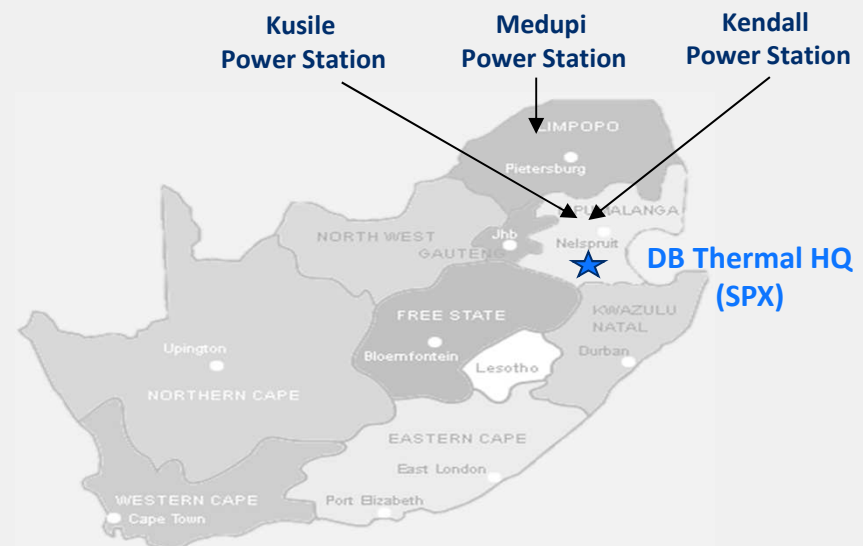 Kusile
Power Station
Medupi
Power Station
Kendall
Power Station
LIMPOPO
Pietersburg
MPUMALANGA
NORTH WEST
Jhb
GAUTENG
Nelspruit
DB Thermal HQ
(SPX)
FREE STATE
KWAZULU
NATAL
Upington
Bloemfontein
Lesotho
Durban
NORTHERN CAPE
EASTERN CAPE
East London
WESTERN CAPE
Port Elizabeth
Cape Town